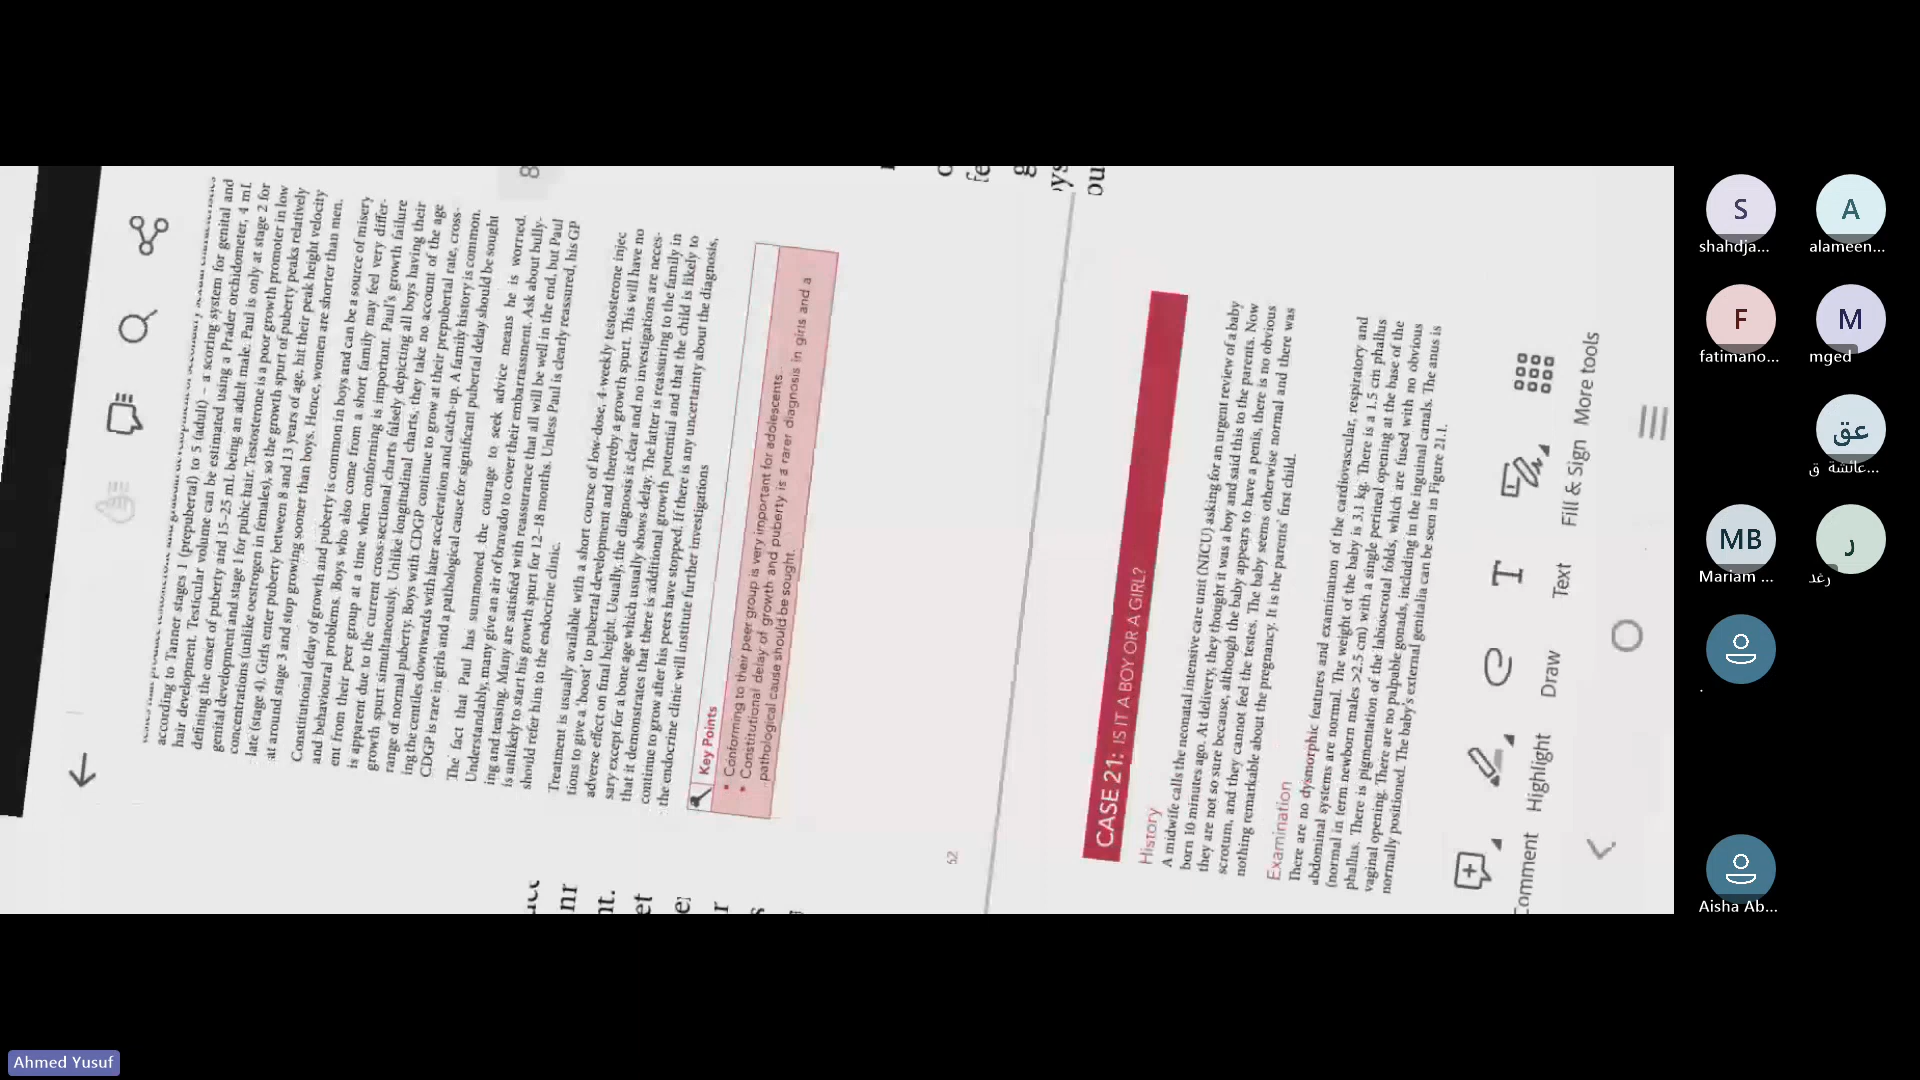 according to Tanner stages 1 (prepubertal) to 5 (adult) – a scoring system for genital and
hair development. Testicular volume can be estimated using a Prader orchidometer, 4 mL
defining the onset of puberty and 15–25 mL being an adult male. Paul is only at stage 2 for
genital development and stage 1 for pubic hair. Testosterone is a poor growth promoter in low
concentrations (unlike oestrogen in females), so the growth spurt of puberty peaks relatively
late (stage 4). Girls enter puberty between 8 and 13 years of age, hit their peak height velocity
at around stage 3 and stop growing sooner than boys. Hence, women are shorter than men.
Constitutional delay of growth and puberty is common in boys and can be a source of misery
and behavioural problems. Boys who also come from a short family may feel very differ-
ent from their peer group at a time when conforming is important. Paul's growth failure
is apparent due to the current cross-sectional charts falsely depicting all boys having their
growth spurt simultaneously. Unlike longitudinal charts, they take no account of the age
range of normal puberty. Boys with CDGP continue to grow at their prepubertal rate, cross-
ing the centiles downwards with later acceleration and catch-up. A family history is common.
CDGP is rare in girls and a pathological cause for significant pubertal delay should be sought
The fact that Paul has summoned the courage to seek advice means he is worried.
Understandably, many give an air of bravado to cover their embarrassment. Ask about bully-
ing and teasing. Many are satisfied with reassurance that all will be well in the end, but Paul
is unlikely to start his growth spurt for 12–18 months. Unless Paul is clearly reassured, his GP
should refer him to the endocrine clinic.
Treatment is usually available with a short course of low-dose, 4-weekly testosterone injec
tions to give a 'boost' to pubertal development and thereby a growth spurt. This will have no
adverse effect on final height. Usually, the diagnosis is clear and no investigations are neces-
sary except for a bone age which usually shows delay. The latter is reassuring to the family in
that it demonstrates that there is additional growth potential and that the child is likely to
continue to grow after his peers have stopped. If there is any uncertainty about the diagnosis,
the endocrine clinic will institute further investigations
Key Points
• Conforming to their peer group is very important for adolescents.
• Constitutional delay of growth and puberty is a rarer diagnosis in girls and a
pathological cause should be sought.
62
CASE 21: IS IT A BOY OR A GIRL?
History
A midwife calls the neonatal intensive care unit (NICU) asking for an urgent review of a baby
born 10 minutes ago. At delivery, they thought it was a boy and said this to the parents. Now
they are not so sure because, although the baby appears to have a penis, there is no obvious
scrotum, and they cannot feel the testes. The baby seems otherwise normal and there was
nothing remarkable about the pregnancy. It is the parents' first child.
Examination
There are no dysmorphic features and examination of the cardiovascular, respiratory and
abdominal systems are normal. The weight of the baby is 3.1 kg. There is a 1.5 cm phallus
(normal in term newborn males >2.5 cm) with a single perineal opening at the base of the
phallus. There is pigmentation of the labioscrotal folds, which are fused with no obvious
vaginal opening. There are no palpable gonads, including in the inguinal canals. The anus is
normally positioned. The baby's external genitalia can be seen in Figure 21.1.
Comment
Highlight
Draw
Text
Fill & Sign
More tools
S
shahdja...
A
alameen...
F
fatimano...
M
mged
عق
عائشة ق...
MB
Mariam ...
ر
رغد
.
Aisha Ab...
Ahmed Yusuf